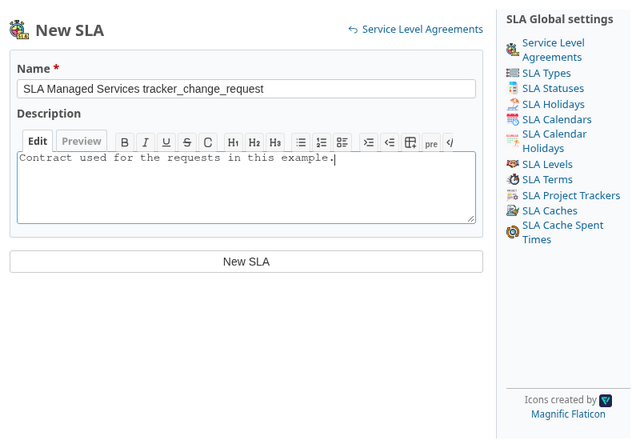 New SLA
Service Level Agreements
Name *
SLA Managed Services tracker_change_request
Description
Edit
Preview
B I U S C H1 H2 H3 pre
Contract used for the requests in this example.
New SLA
SLA Global settings
Service Level
Agreements
SLA Types
SLA Statuses
SLA Holidays
SLA Calendars
SLA Calendar
Holidays
SLA Levels
SLA Terms
SLA Project Trackers
SLA Caches
SLA Cache Spent
Times
Icons created by
Magnific Flaticon